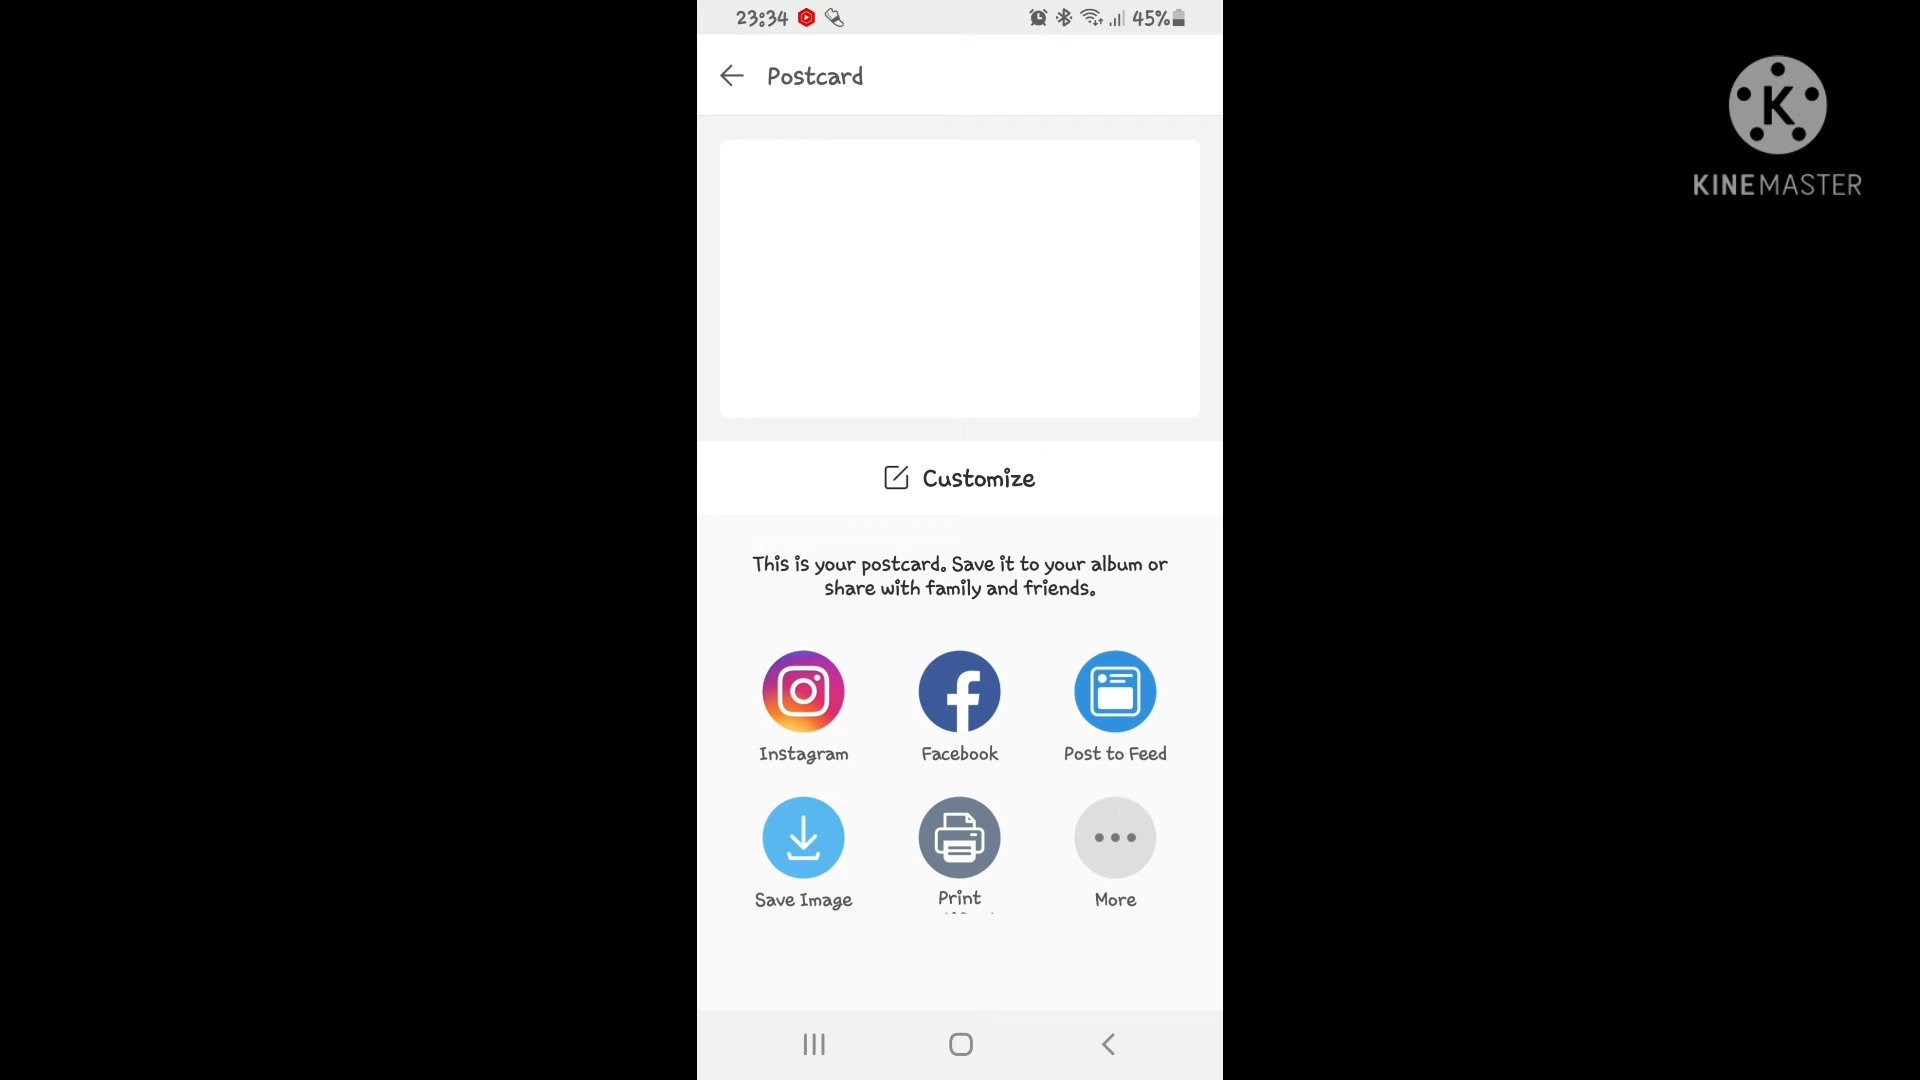 23:34
45%
Postcard
K
KINEMASTER
Customize
This is your postcard. Save it to your album or
share with family and friends.
Instagram
Facebook
Post to Feed
Save Image
Print
More